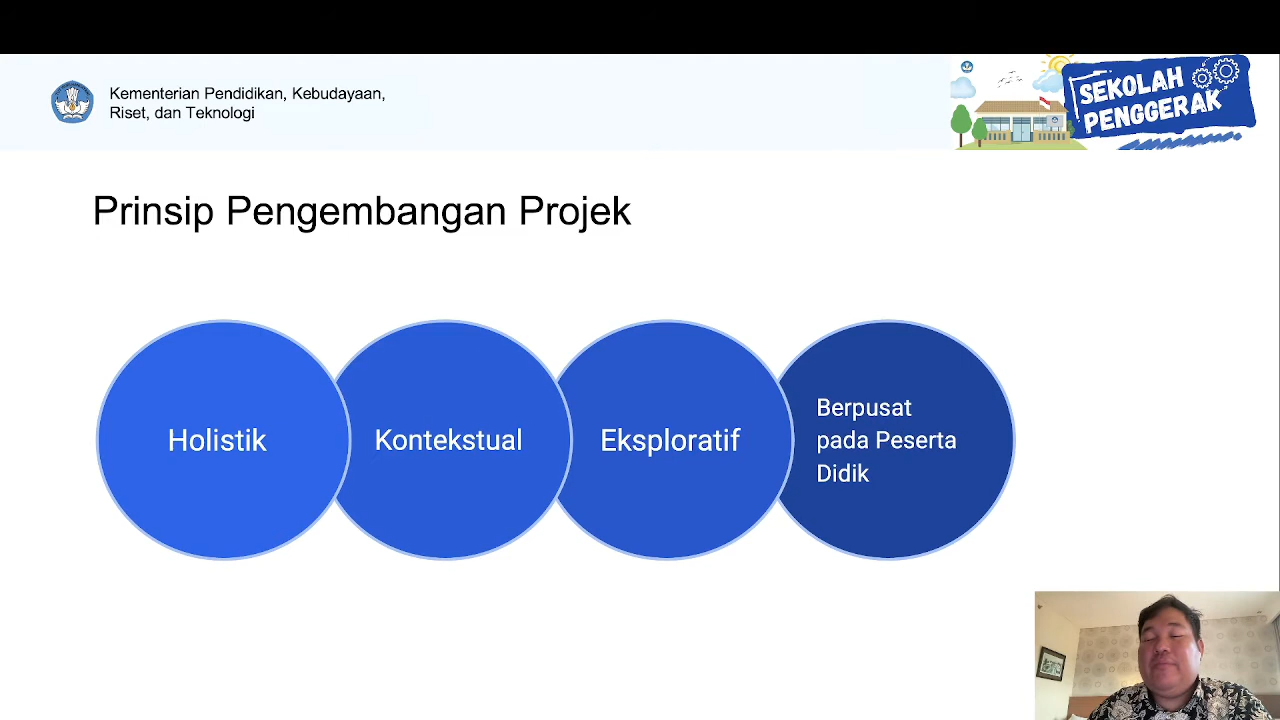 Kementerian Pendidikan, Kebudayaan,
Riset, dan Teknologi
SEKOLAH
PENGGERAK
Prinsip Pengembangan Projek
Holistik
Kontekstual
Eksploratif
Berpusat
pada Peserta
Didik